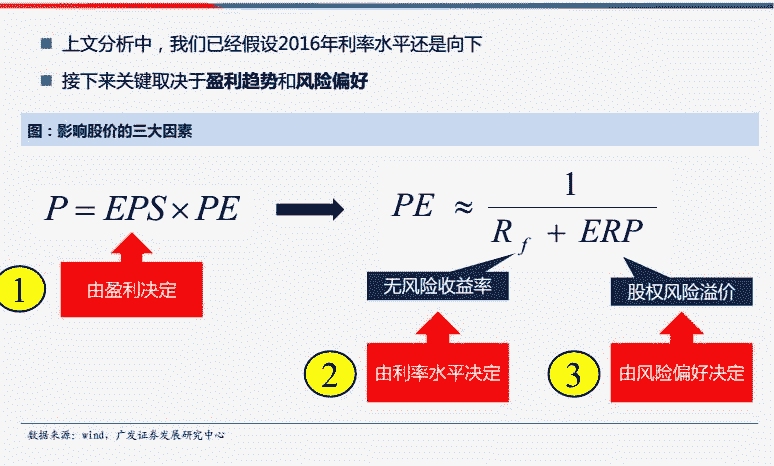 上文分析中，我们已经假设2016年利率水平还是向下
接下来关键取决于盈利趋势和风险偏好
图：影响股价的三大因素
P = EPS × PE
PE ≈ 1 / (R_f + ERP)
1
由盈利决定
无风险收益率
股权风险溢价
2
由利率水平决定
3
由风险偏好决定
数据来源：wind，广发证券发展研究中心